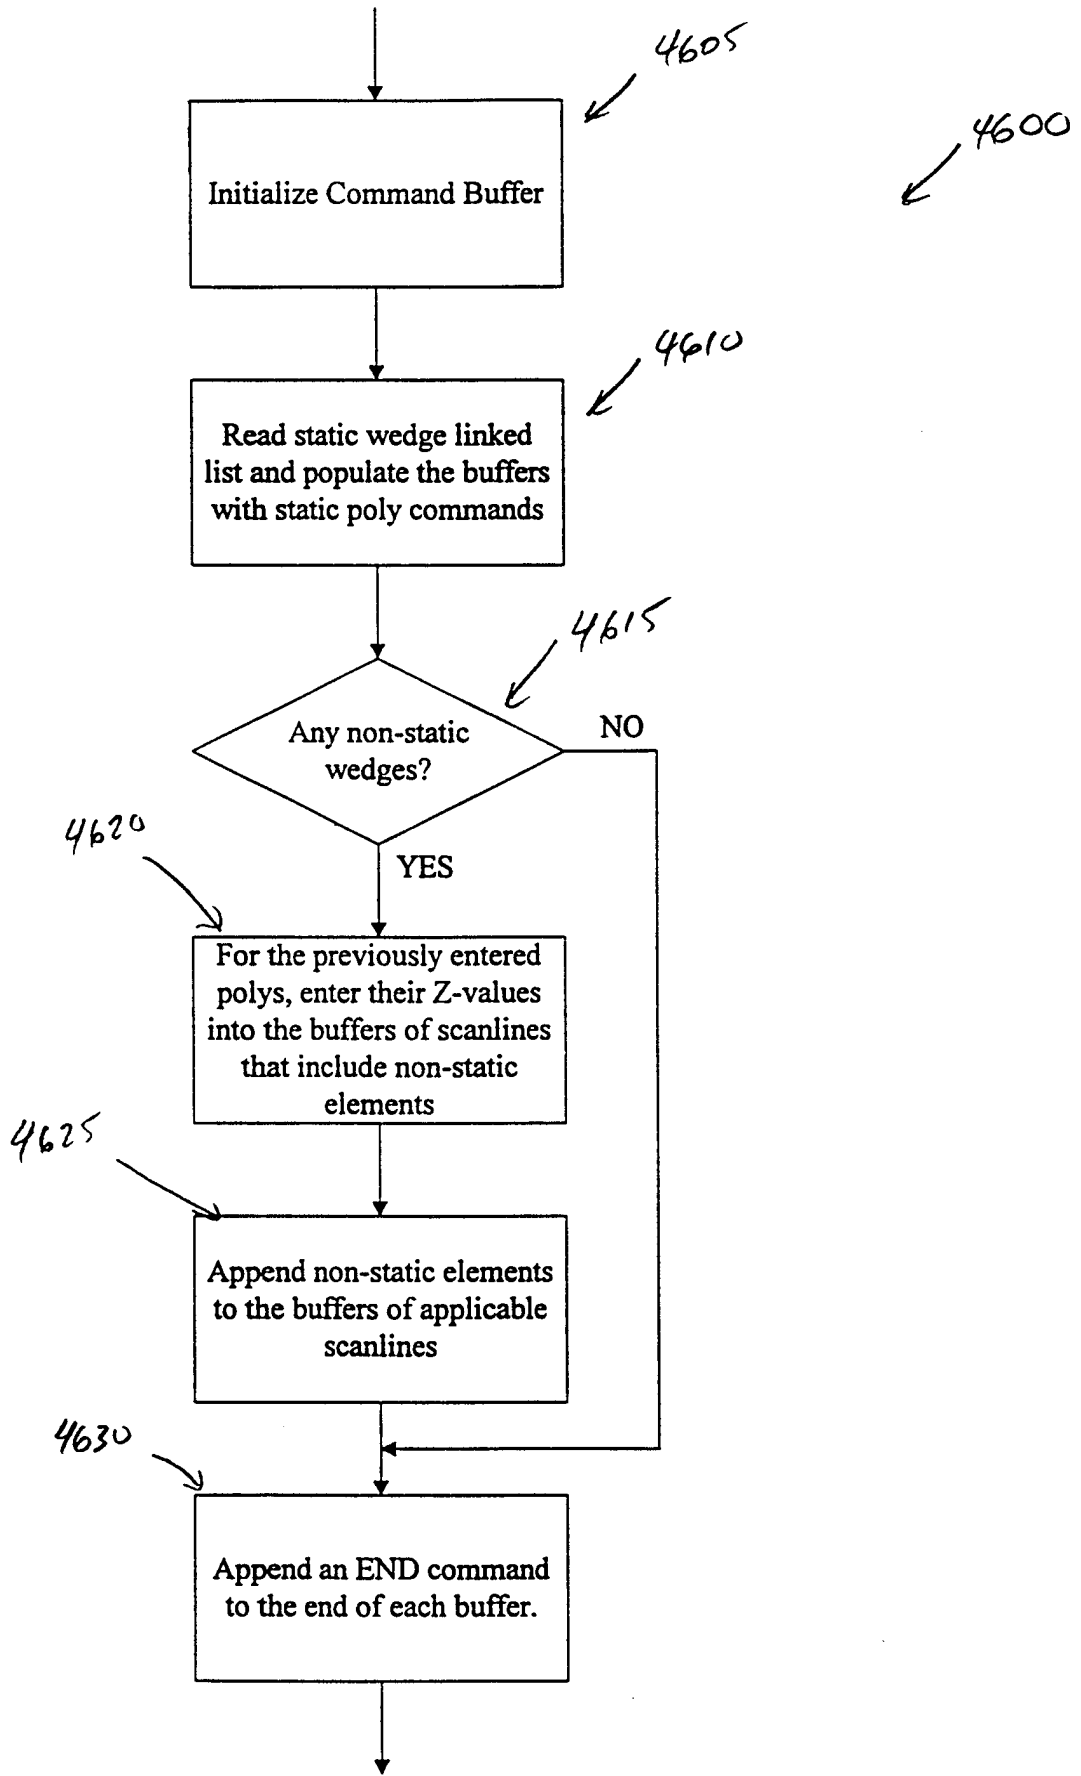 4605
4600
Initialize Command Buffer
4610
Read static wedge linked
list and populate the buffers
with static poly commands
4615
Any non-static
wedges?
NO
4620
YES
For the previously entered
polys, enter their Z-values
into the buffers of scanlines
that include non-static
elements
4625
Append non-static elements
to the buffers of applicable
scanlines
4630
Append an END command
to the end of each buffer.